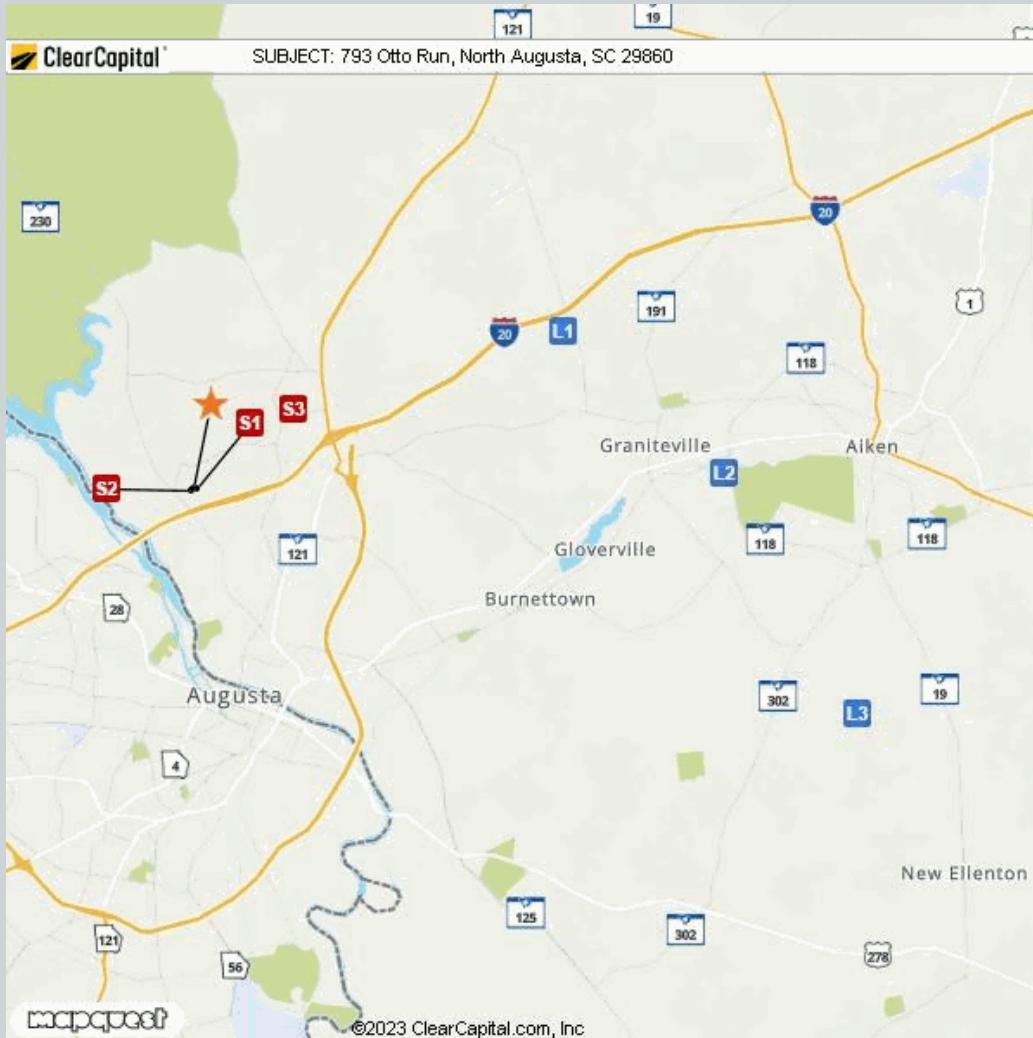 121
19
ClearCapital
SUBJECT: 793 Otto Run, North Augusta, SC 29860
230
20
20
191
1
L1
118
S3
S1
Graniteville
Aiken
L2
S2
118
118
121
Gloverville
Burnettown
28
Augusta
302
19
L3
4
New Ellenton
125
302
121
278
56
mapquest
©2023 ClearCapital.com, Inc